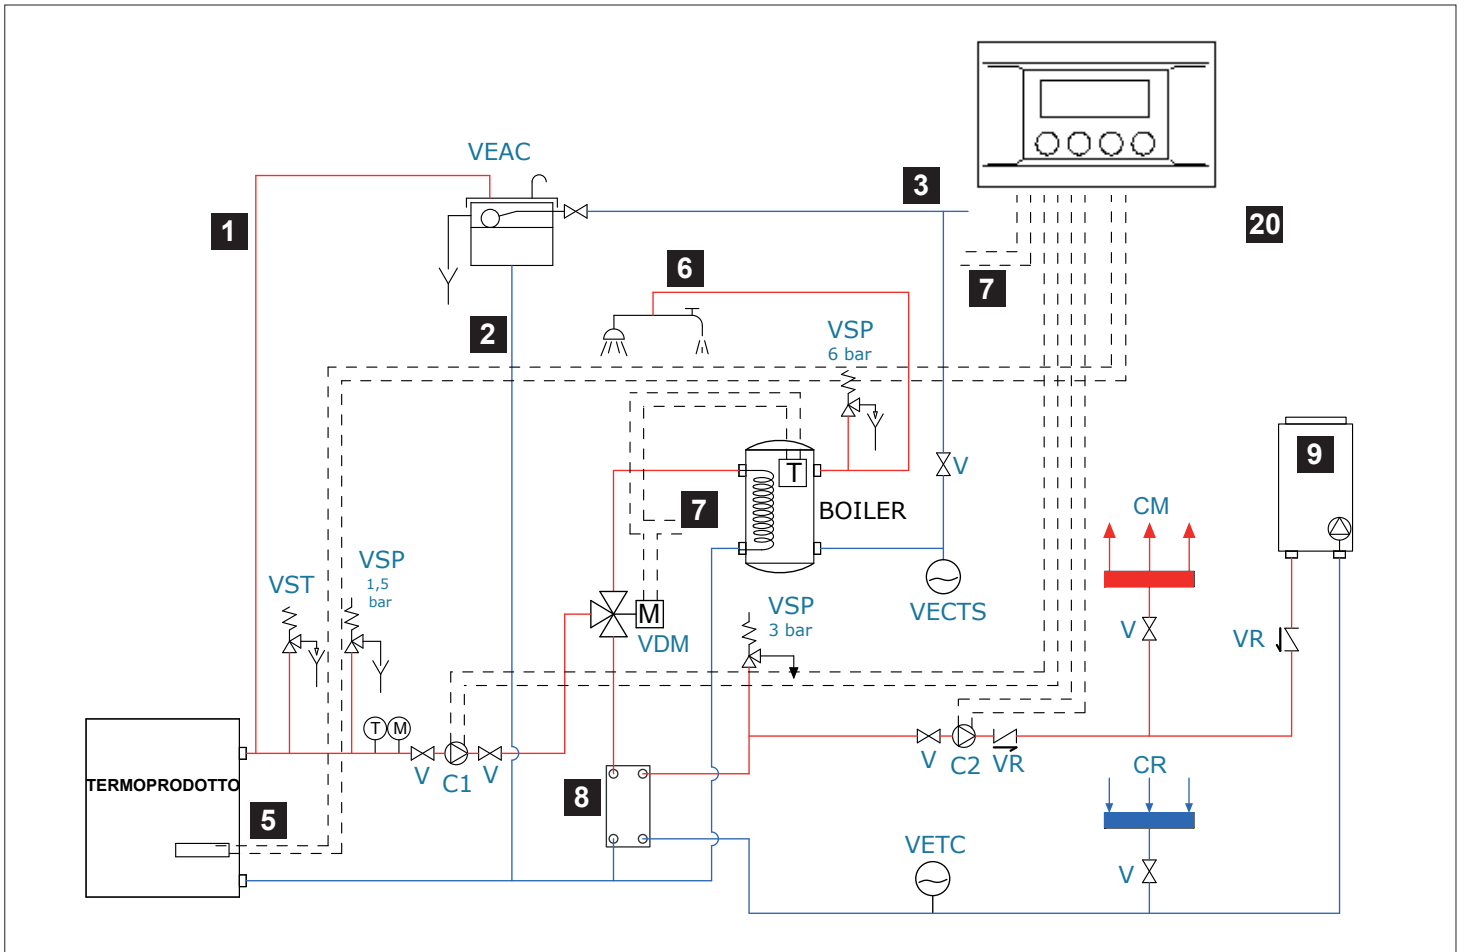 VEAC
3
1
20
7
6
2
VSP
6 bar
9
T
V
CM
7
BOILER
VST
VSP
1,5
bar
M
VDM
VSP
3 bar
VECTS
V
VR
T
M
V
C1
V
V
C2
VR
CR
TERMOPRODOTTO
8
5
VETC
V